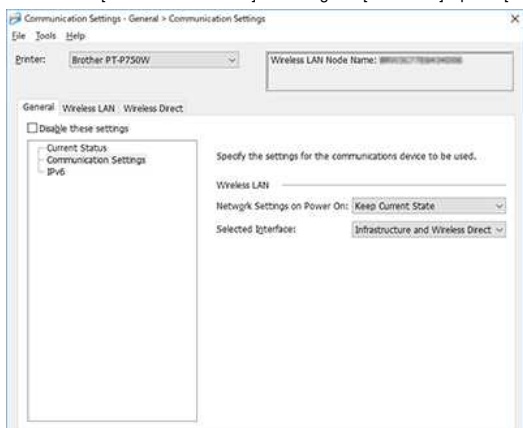 Communication Settings - General > Communication Settings
File Tools Help
Printer: Brother PT-P750W
Wireless LAN Node Name:
General Wireless LAN Wireless Direct
Disable these settings
Current Status
Communication Settings
IPv6
Specify the settings for the communications device to be used.
Wireless LAN
Network Settings on Power On: Keep Current State
Selected Interface: Infrastructure and Wireless Direct